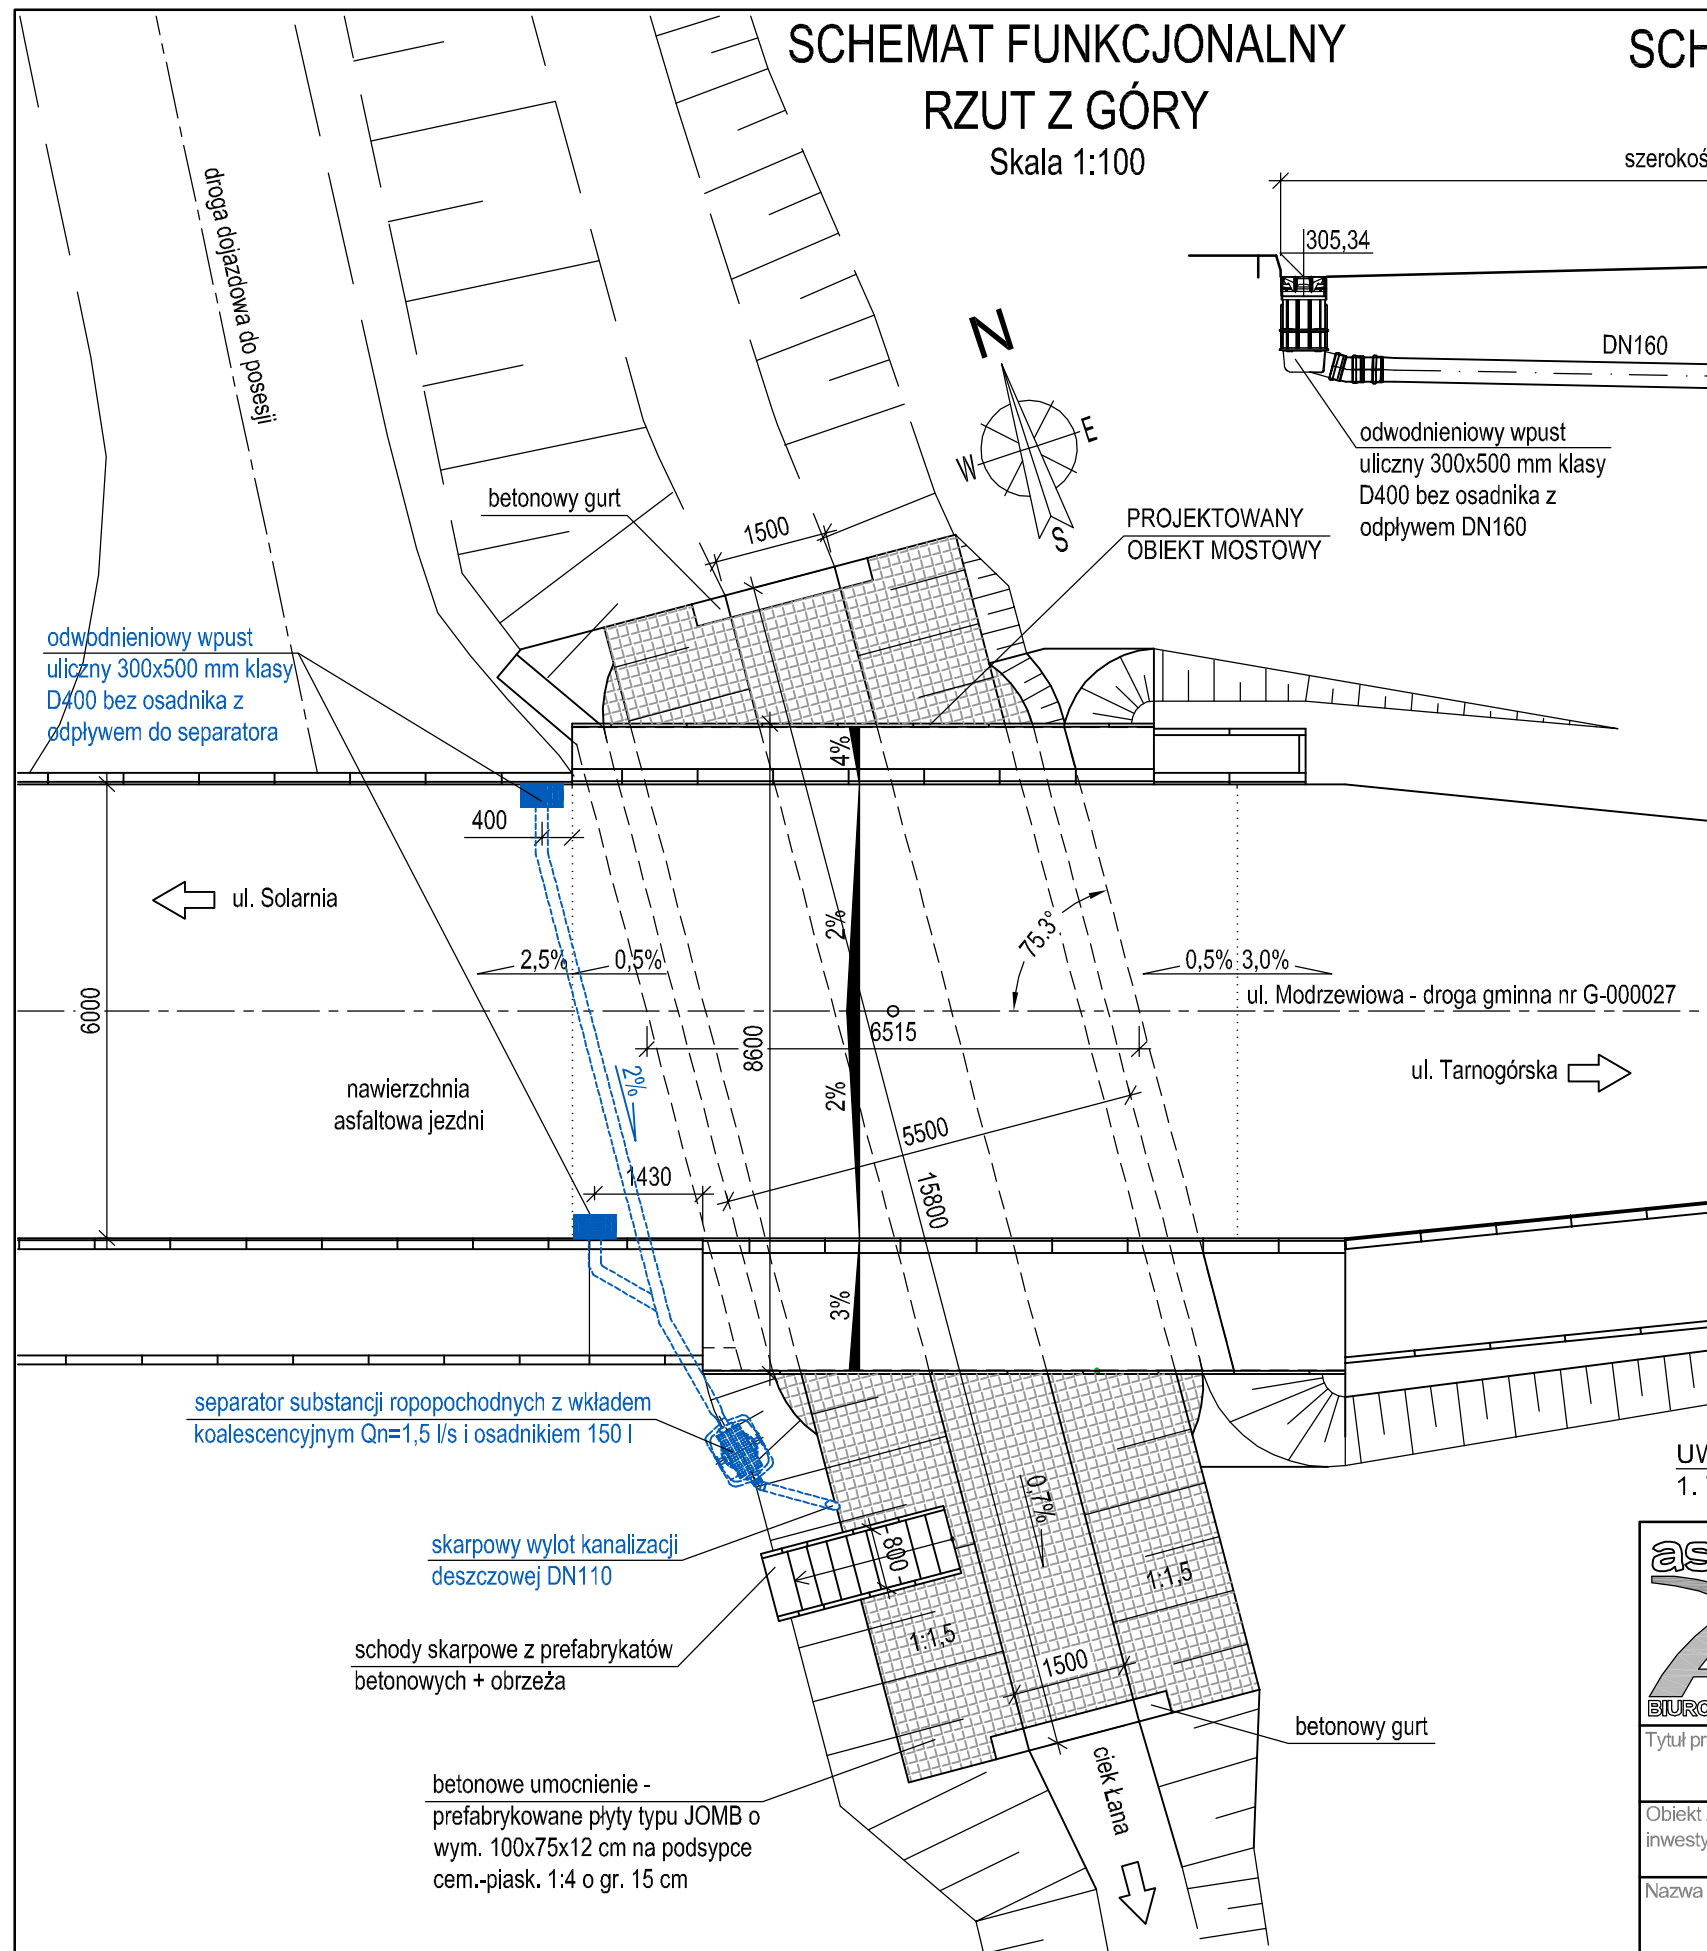 SCHEMAT FUNKCJONALNY
RZUT Z GÓRY
Skala 1:100
SCH
szerokoś
305,34
DN160
odwodnieniowy wpust
uliczny 300x500 mm klasy
D400 bez osadnika z
odpływem DN160
droga dojazdowa do posesji
N
E
W
S
betonowy gurt
1500
PROJEKTOWANY
OBIEKT MOSTOWY
odwodnieniowy wpust
uliczny 300x500 mm klasy
D400 bez osadnika z
odpływem do separatora
4%
400
ul. Solarnia
2%
75.3°
2,5%
0,5%
0,5%
3,0%
ul. Modrzewiowa - droga gminna nr G-000027
6000
8600
6515
2%
2%
ul. Tarnogórska
nawierzchnia
asfaltowa jezdni
5500
1430
15800
3%
separator substancji ropopochodnych z wkładem
koalescencyjnym Qn=1,5 l/s i osadnikiem 150 l
UW
1.
0,7%
skarpowy wylot kanalizacji
deszczowej DN110
800
1:1,5
1:1,5
schody skarpowe z prefabrykatów
betonowych + obrzeża
1500
betonowy gurt
as
BIURO
Tytuł pr
ciek Łana
betonowe umocnienie -
prefabrykowane płyty typu JOMB o
wym. 100x75x12 cm na podsypce
cem.-piask. 1:4 o gr. 15 cm
Obiekt
inwesty
Nazwa